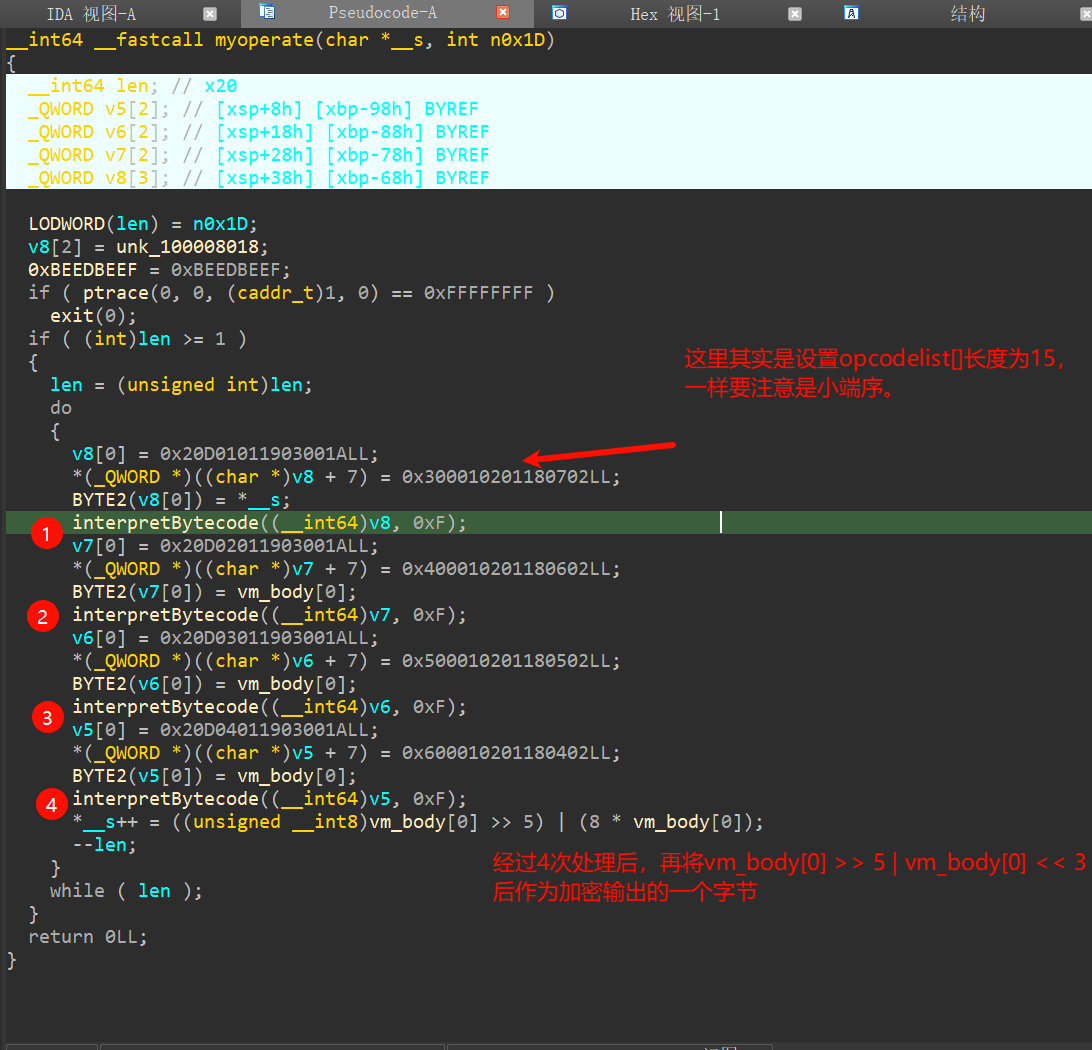 IDA 视图-A
Pseudocode-A
Hex 视图-1
结构
__int64 __fastcall myoperate(char *__s, int n0x1D)
{
__int64 len; // x20
_QWORD v5[2]; // [xsp+8h] [xbp-98h] BYREF
_QWORD v6[2]; // [xsp+18h] [xbp-88h] BYREF
_QWORD v7[2]; // [xsp+28h] [xbp-78h] BYREF
_QWORD v8[3]; // [xsp+38h] [xbp-68h] BYREF
LODWORD(len) = n0x1D;
v8[2] = unk_100008018;
0xBEEDBEEF = 0xBEEDBEEF;
if ( ptrace(0, 0, (caddr_t)1, 0) == 0xFFFFFFFF )
exit(0);
if ( (int)len >= 1 )
{
这里其实是设置opcodelist[]长度为15，
一样要注意是小端序。
len = (unsigned int)len;
do
{
v8[0] = 0x20D01011903001ALL;
*(_QWORD *)((char *)v8 + 7) = 0x300010201180702LL;
BYTE2(v8[0]) = *__s;
1 interpretBytecode((__int64)v8, 0xF);
v7[0] = 0x20D02011903001ALL;
*(_QWORD *)((char *)v7 + 7) = 0x400010201180602LL;
BYTE2(v7[0]) = vm_body[0];
2 interpretBytecode((__int64)v7, 0xF);
v6[0] = 0x20D03011903001ALL;
*(_QWORD *)((char *)v6 + 7) = 0x500010201180502LL;
BYTE2(v6[0]) = vm_body[0];
3 interpretBytecode((__int64)v6, 0xF);
v5[0] = 0x20D04011903001ALL;
*(_QWORD *)((char *)v5 + 7) = 0x600010201180402LL;
BYTE2(v5[0]) = vm_body[0];
4 interpretBytecode((__int64)v5, 0xF);
*__s++ = ((unsigned __int8)vm_body[0] >> 5) | (8 * vm_body[0]);
--len;
}
经过4次处理后，再将vm_body[0] >> 5 | vm_body[0] << 3
后作为加密输出的一个字节
while ( len );
}
return 0LL;
}